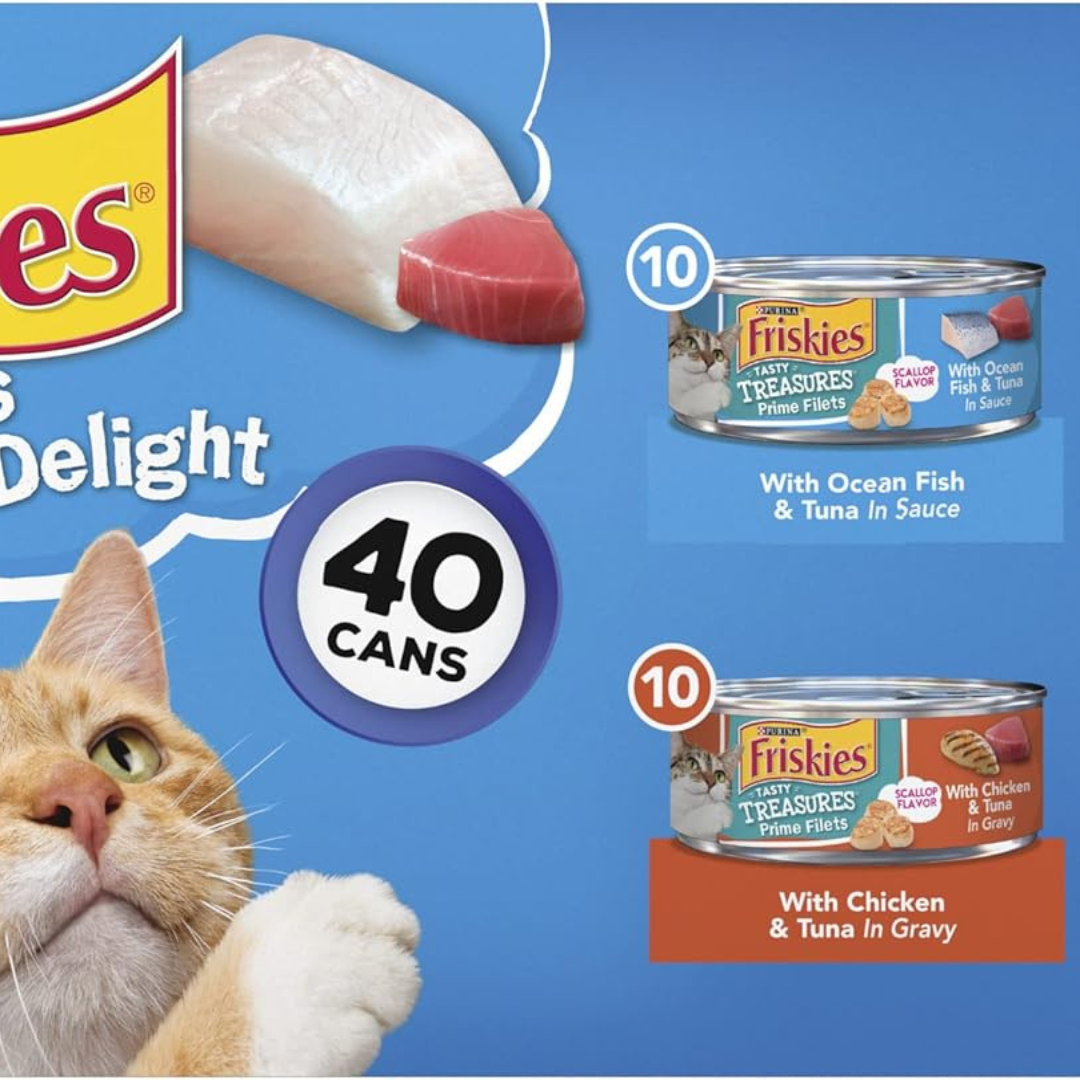 es®
s
Delight
40
CANS
10
PURINA®
Friskies®
TASTY
TREASURES
Prime Filets
SCALLOP
FLAVOR
With Ocean
Fish & Tuna
In Sauce
With Ocean Fish
& Tuna In Sauce
10
PURINA®
Friskies®
TASTY
TREASURES
Prime Filets
SCALLOP
FLAVOR
With Chicken
& Tuna
In Gravy
With Chicken
& Tuna In Gravy